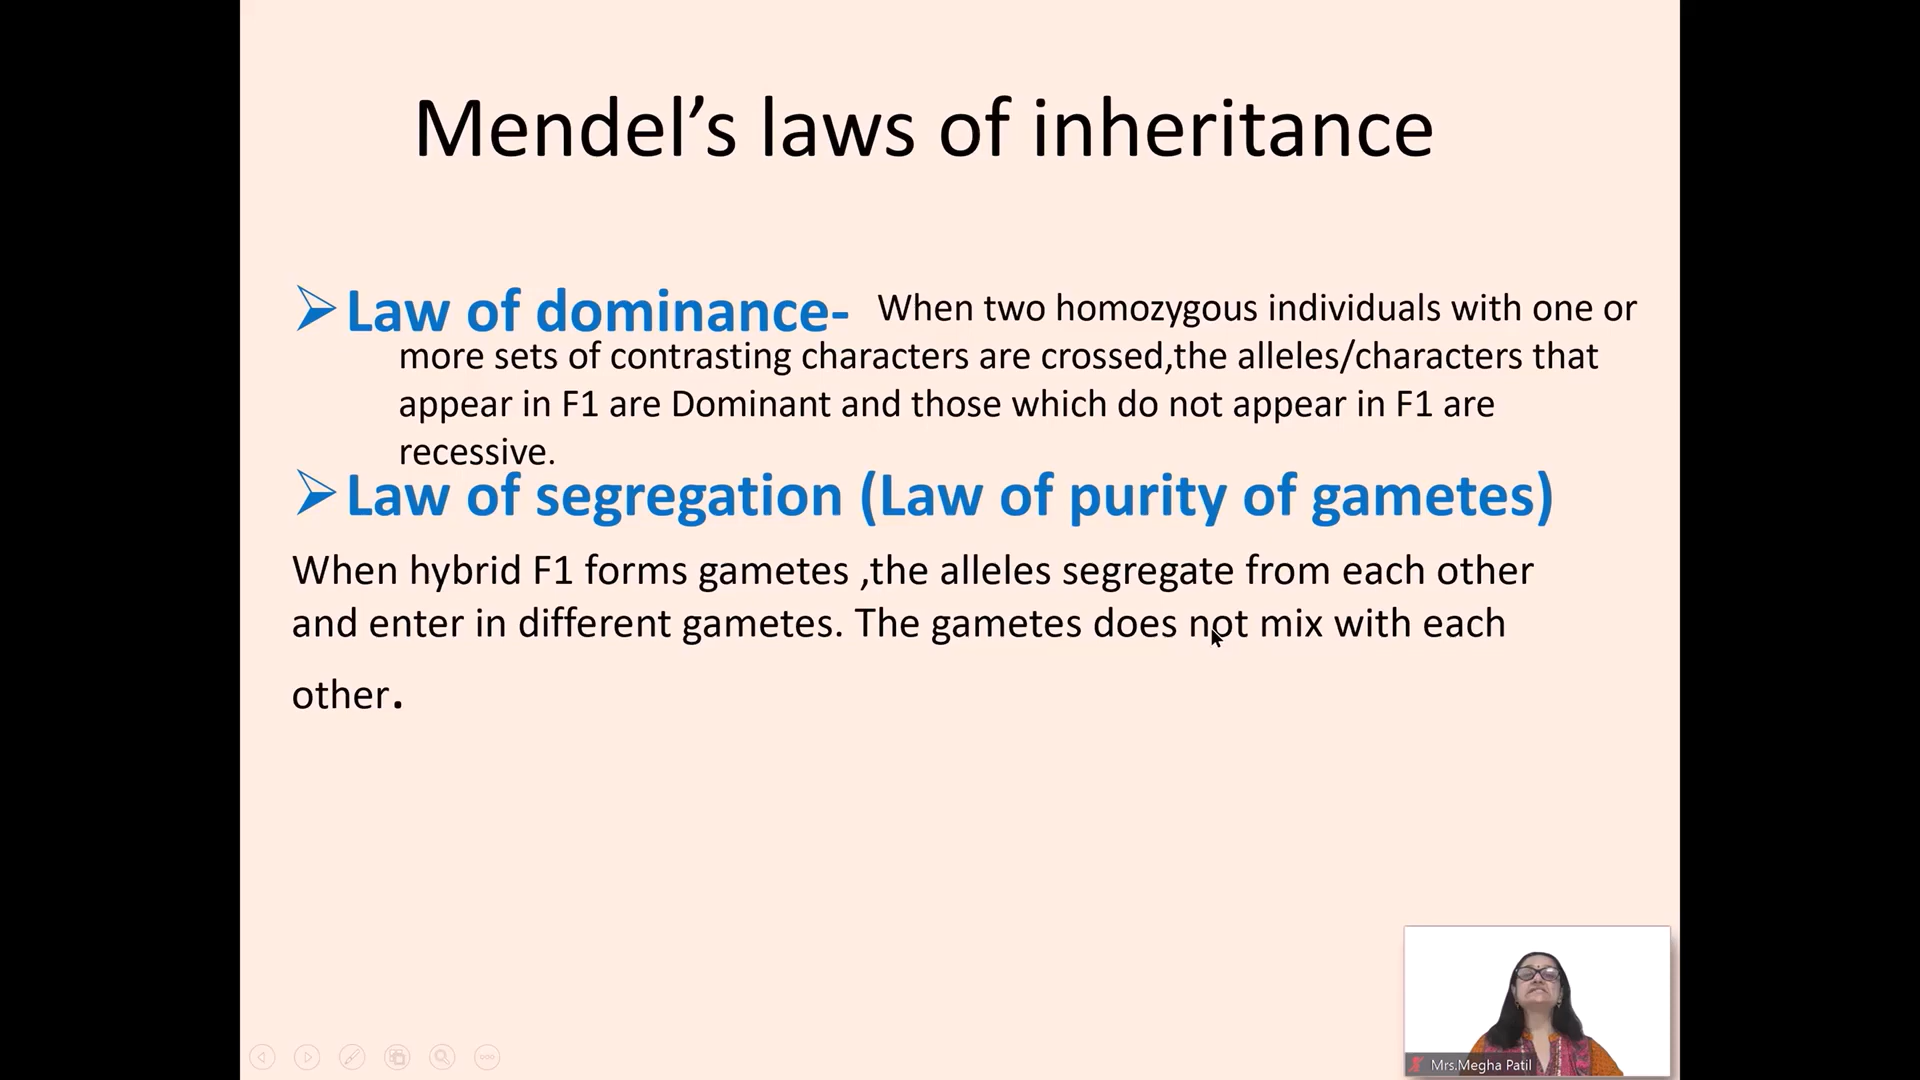 Mendel’s laws of inheritance
Law of dominance- When two homozygous individuals with one or
more sets of contrasting characters are crossed,the alleles/characters that
appear in F1 are Dominant and those which do not appear in F1 are
recessive.
Law of segregation (Law of purity of gametes)
When hybrid F1 forms gametes ,the alleles segregate from each other
and enter in different gametes. The gametes does not mix with each
other.
Mrs.Megha Patil